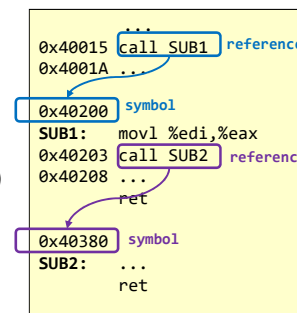 ...
0x40015 call SUB1 reference
0x4001A ...
0x40200 symbol
SUB1: movl %edi,%eax
0x40203 call SUB2 referenc
0x40208 ...
ret
0x40380 symbol
SUB2: ...
ret